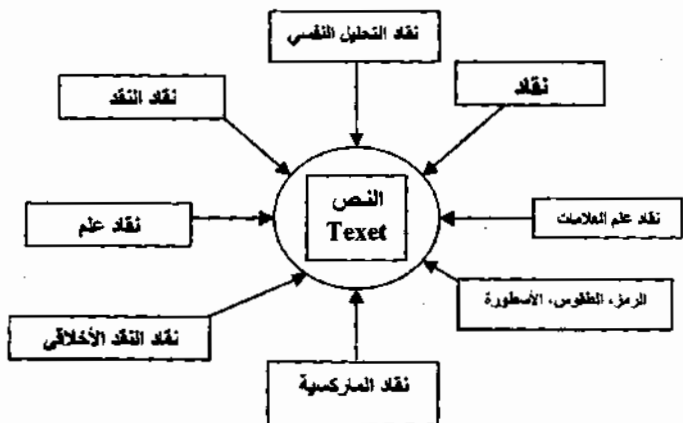 نقاد التحليل النفسي
نقاد
نقاد النقد
النص
Texet
نقاد علم العلامات
نقاد علم
الرمز، الطقوس، الأسطورة
نقاد النقد الأخلاقي
نقاد الماركسية